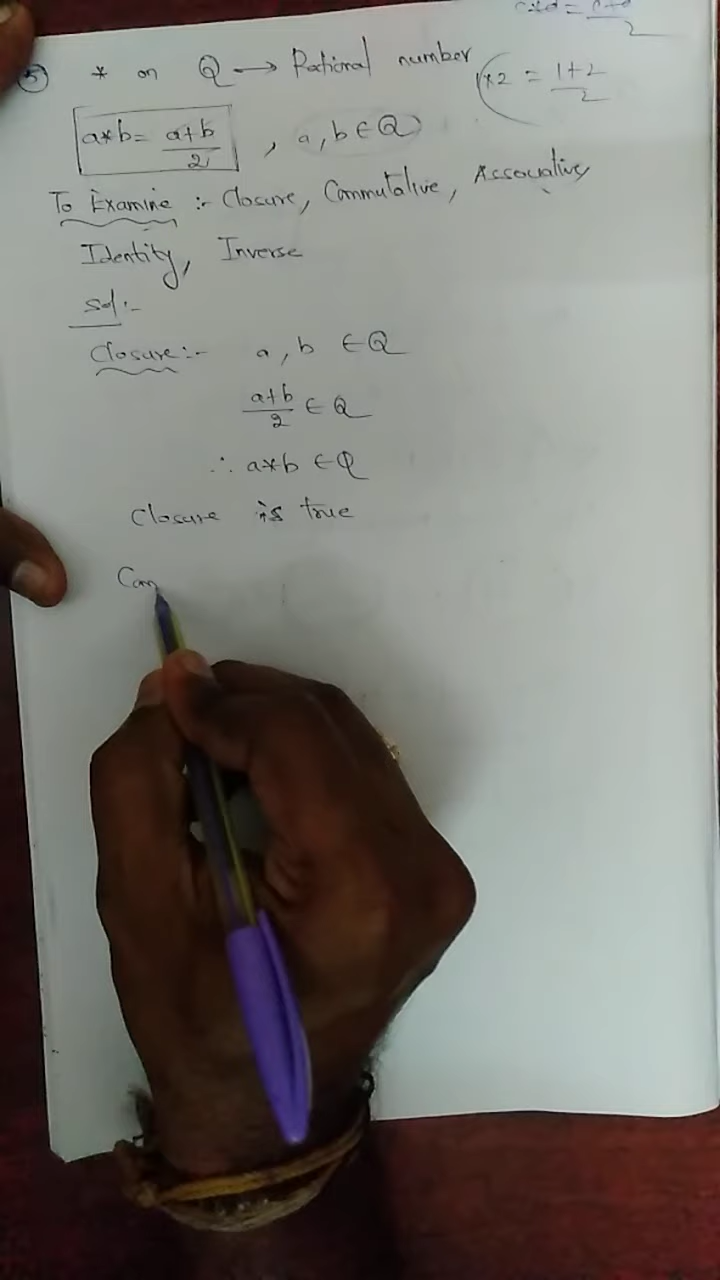 5 * on Q → Rational number
1*2 = 1+2/2
a*b = a+b/2 , a, b ∈ Q
To Examine :- Closure, Commutative, Associative,
Identity, Inverse
Sol:-
Closure:- a, b ∈ Q
a+b/2 ∈ Q
∴ a*b ∈ Q
Closure is true
Com